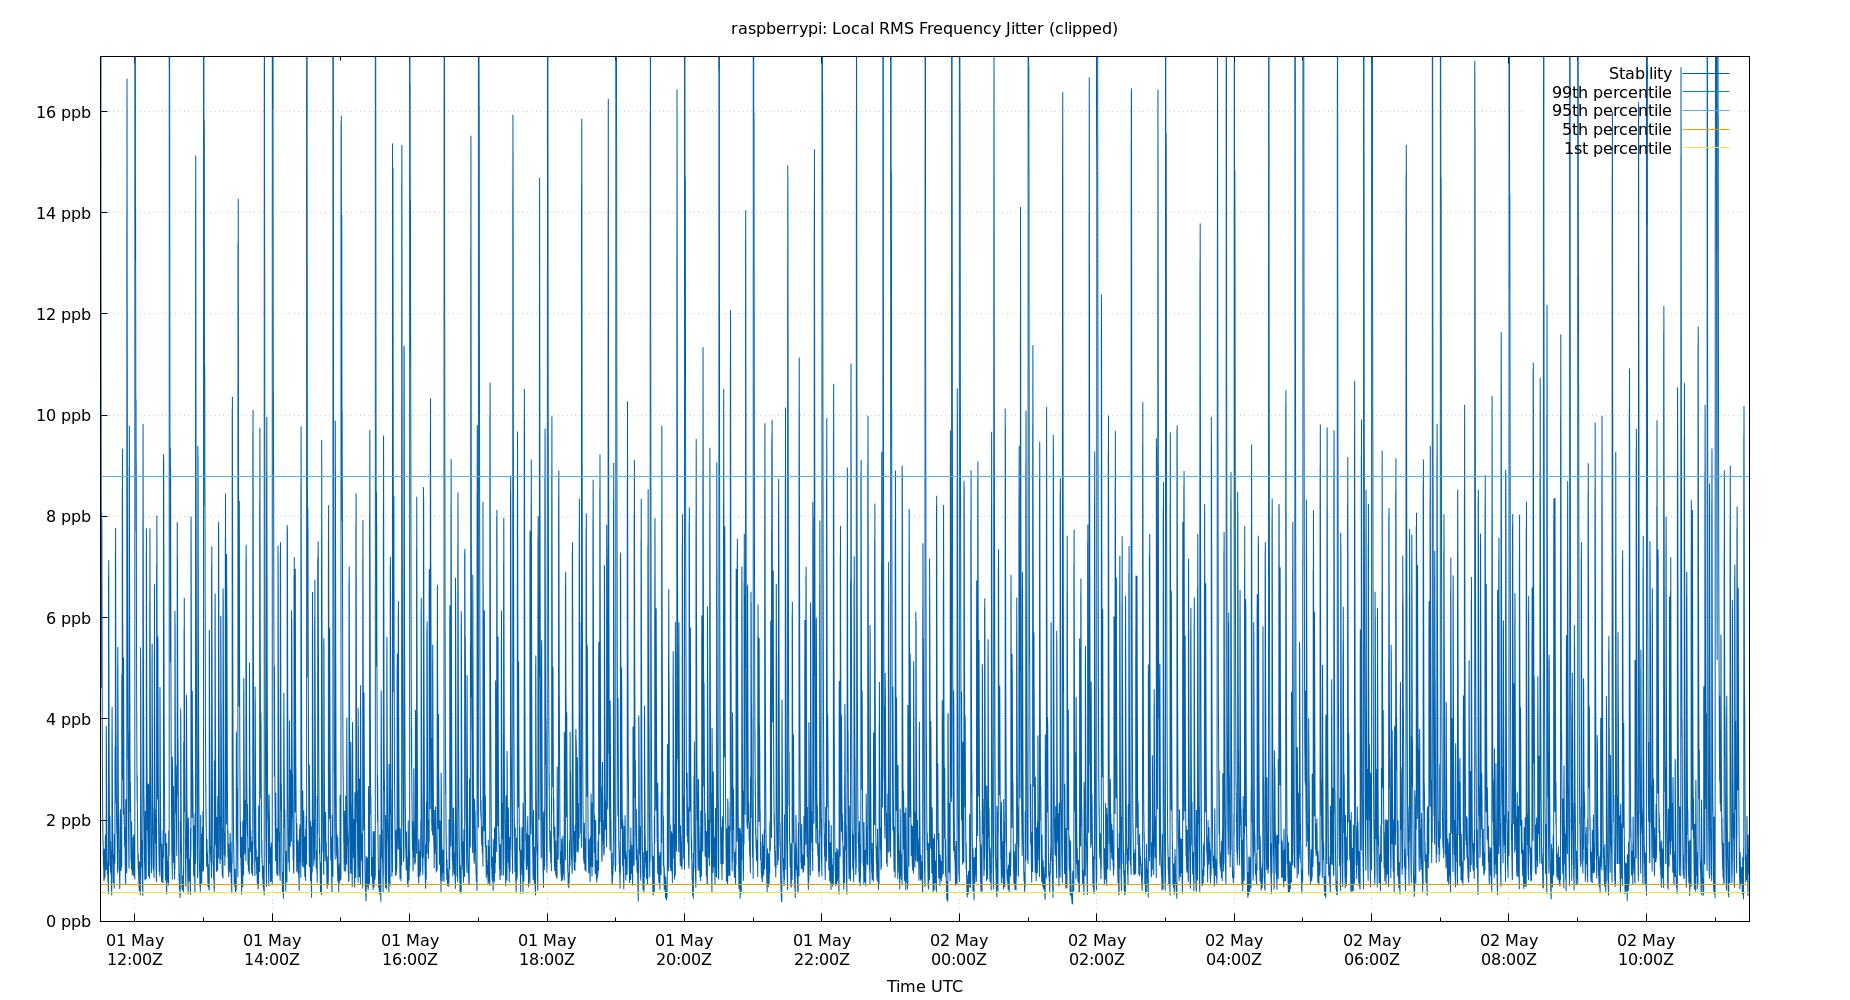 raspberrypi: Local RMS Frequency Jitter (clipped)
Stability
99th percentile
95th percentile
5th percentile
1st percentile
16 ppb
14 ppb
12 ppb
10 ppb
8 ppb
6 ppb
4 ppb
2 ppb
0 ppb
01 May 01 May 01 May 01 May 01 May 01 May 02 May 02 May 02 May 02 May 02 May 02 May
12:00Z 14:00Z 16:00Z 18:00Z 20:00Z 22:00Z 00:00Z 02:00Z 04:00Z 06:00Z 08:00Z 10:00Z
Time UTC